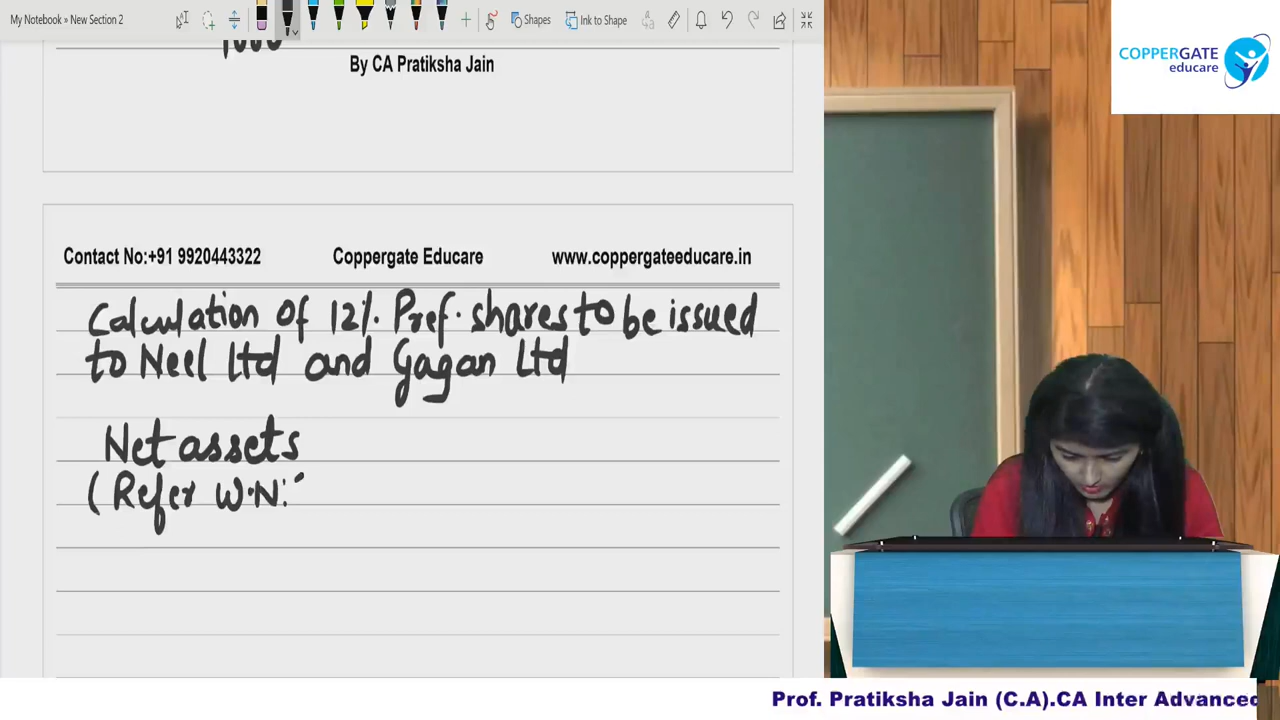 My Notebook » New Section 2
Shapes
Ink to Shape
COPPERGATE
educare
By CA Pratiksha Jain
Contact No:+91 9920443322 Coppergate Educare www.coppergateeducare.in
Calculation of 12%. Pref. shares to be issued
to Neel Ltd and Gagan Ltd
Net assets
( Refer W.N:
Prof. Pratiksha Jain (C.A).CA Inter Advanced